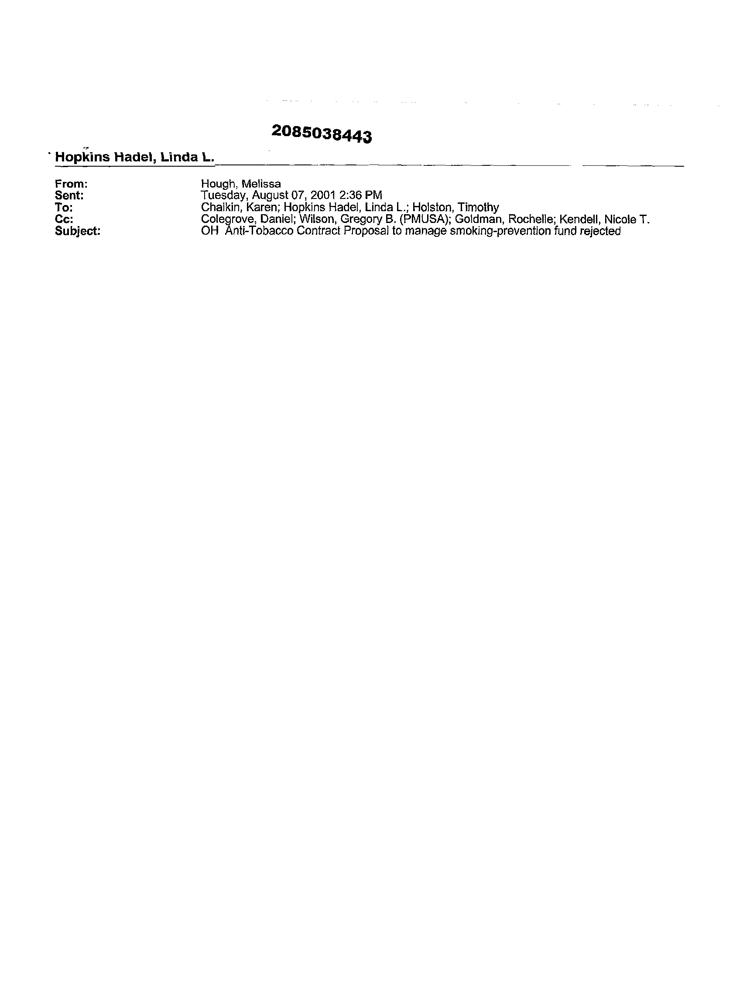 2085038443
Hopkins Hadel, Linda L.
From: Hough, Melissa
Sent: Tuesday, August 07, 2001 2:36 PM
To: Chalkin, Karen; Hopkins Hadel, Linda L.; Holston, Timothy
Cc: Colegrove, Daniel; Wilson, Gregory B. (PMUSA); Goldman, Rochelle; Kendell, Nicole T.
Subject: OH Anti-Tobacco Contract Proposal to manage smoking-prevention fund rejected